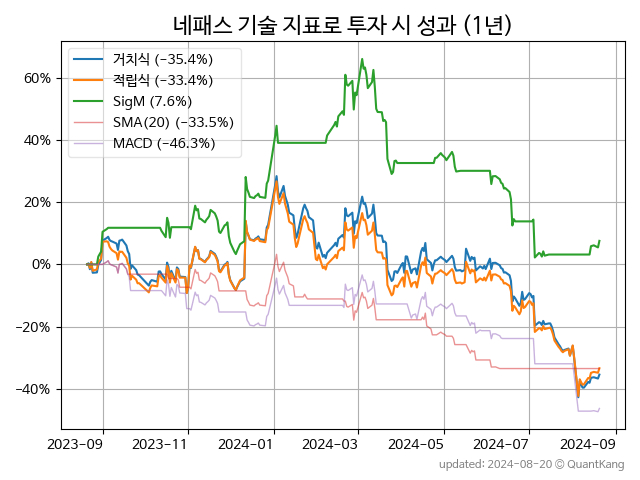 네패스 기술 지표로 투자 시 성과 (1년)
거치식 (−35.4%)
적립식 (−33.4%)
SigM (7.6%)
SMA(20) (−33.5%)
MACD (−46.3%)
60%
40%
20%
0%
−20%
−40%
2023-09 2023-11 2024-01 2024-03 2024-05 2024-07 2024-09
updated: 2024-08-20 © QuantKang